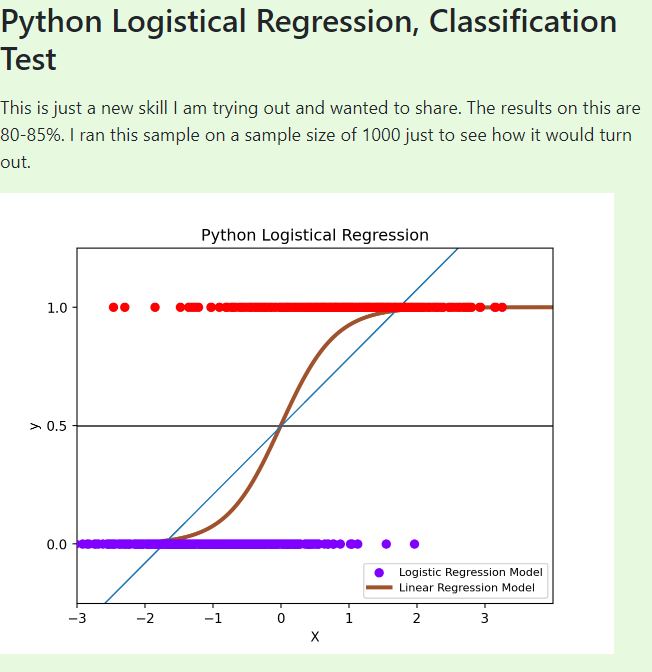 Python Logistical Regression, Classification
Test
This is just a new skill I am trying out and wanted to share. The results on this are
80-85%. I ran this sample on a sample size of 1000 just to see how it would turn
out.
Python Logistical Regression
1.0
y
0.5
0.0
Logistic Regression Model
Linear Regression Model
−3 −2 −1 0 1 2 3
X